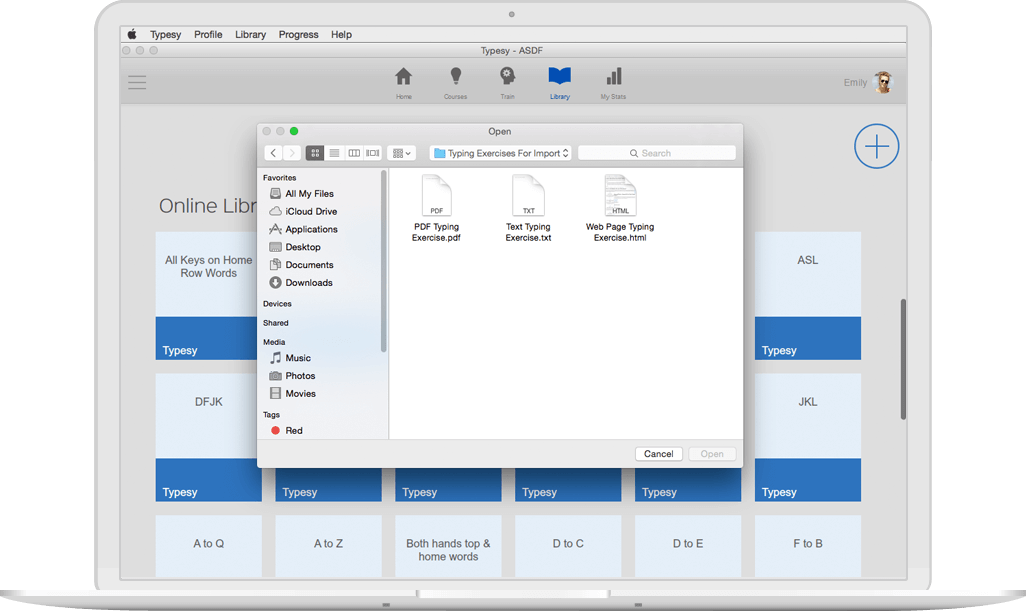 Typesy Profile Library Progress Help
Typesy - ASDF
Home Courses Train Library My Stats
Emily
Open
Typing Exercises For Import
Search
Favorites
All My Files
iCloud Drive
Applications
Desktop
Documents
Downloads
Devices
Shared
Media
Music
Photos
Movies
Tags
Red
PDF
PDF Typing
Exercise.pdf
TXT
Text Typing
Exercise.txt
HTML
Web Page Typing
Exercise.html
Cancel Open
Online Libr
All Keys on Home
Row Words
Typesy
ASL
Typesy
DFJK
Typesy
Typesy
Typesy
Typesy
Typesy
JKL
Typesy
A to Q
A to Z
Both hands top &
home words
D to C
D to E
F to B